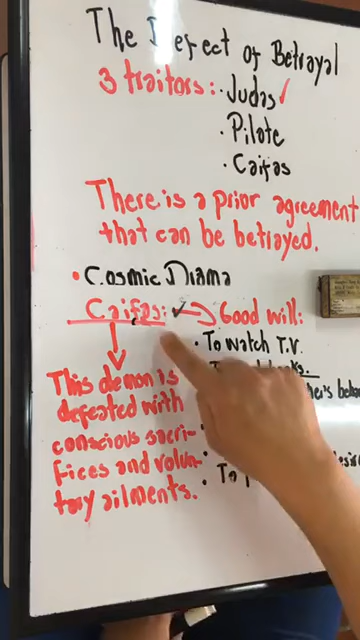 The Defect of Betrayal
3 traitors: · Judas ✓
· Pilate
· Caifas
There is a prior agreement
that can be betrayed.
• Cosmic Drama
Caifas: ✓ → Good will:
· To watch T.V.
This demon is
defeated with
conscious sacri-
fices and volun-
tary ailments.
· To